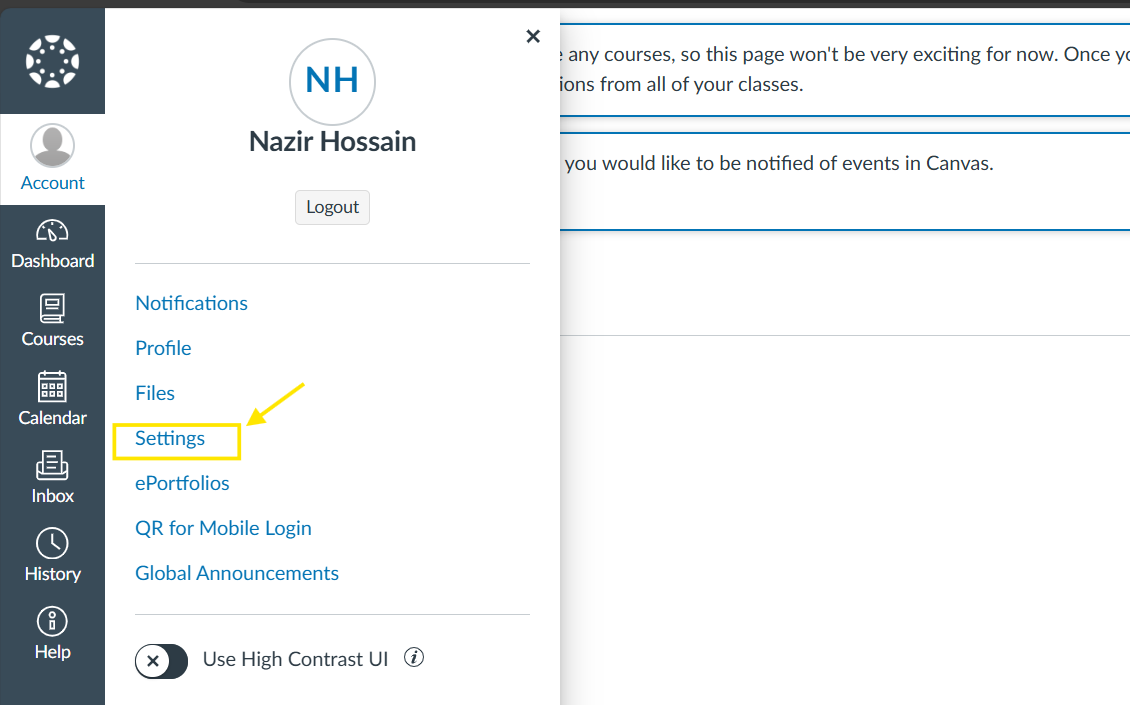 NH
Nazir Hossain
Logout
Account
Dashboard
Courses
Calendar
Inbox
History
Help
Notifications
Profile
Files
Settings
ePortfolios
QR for Mobile Login
Global Announcements
Use High Contrast UI
any courses, so this page won't be very exciting for now. Once
ions from all of your classes.
you would like to be notified of events in Canvas.